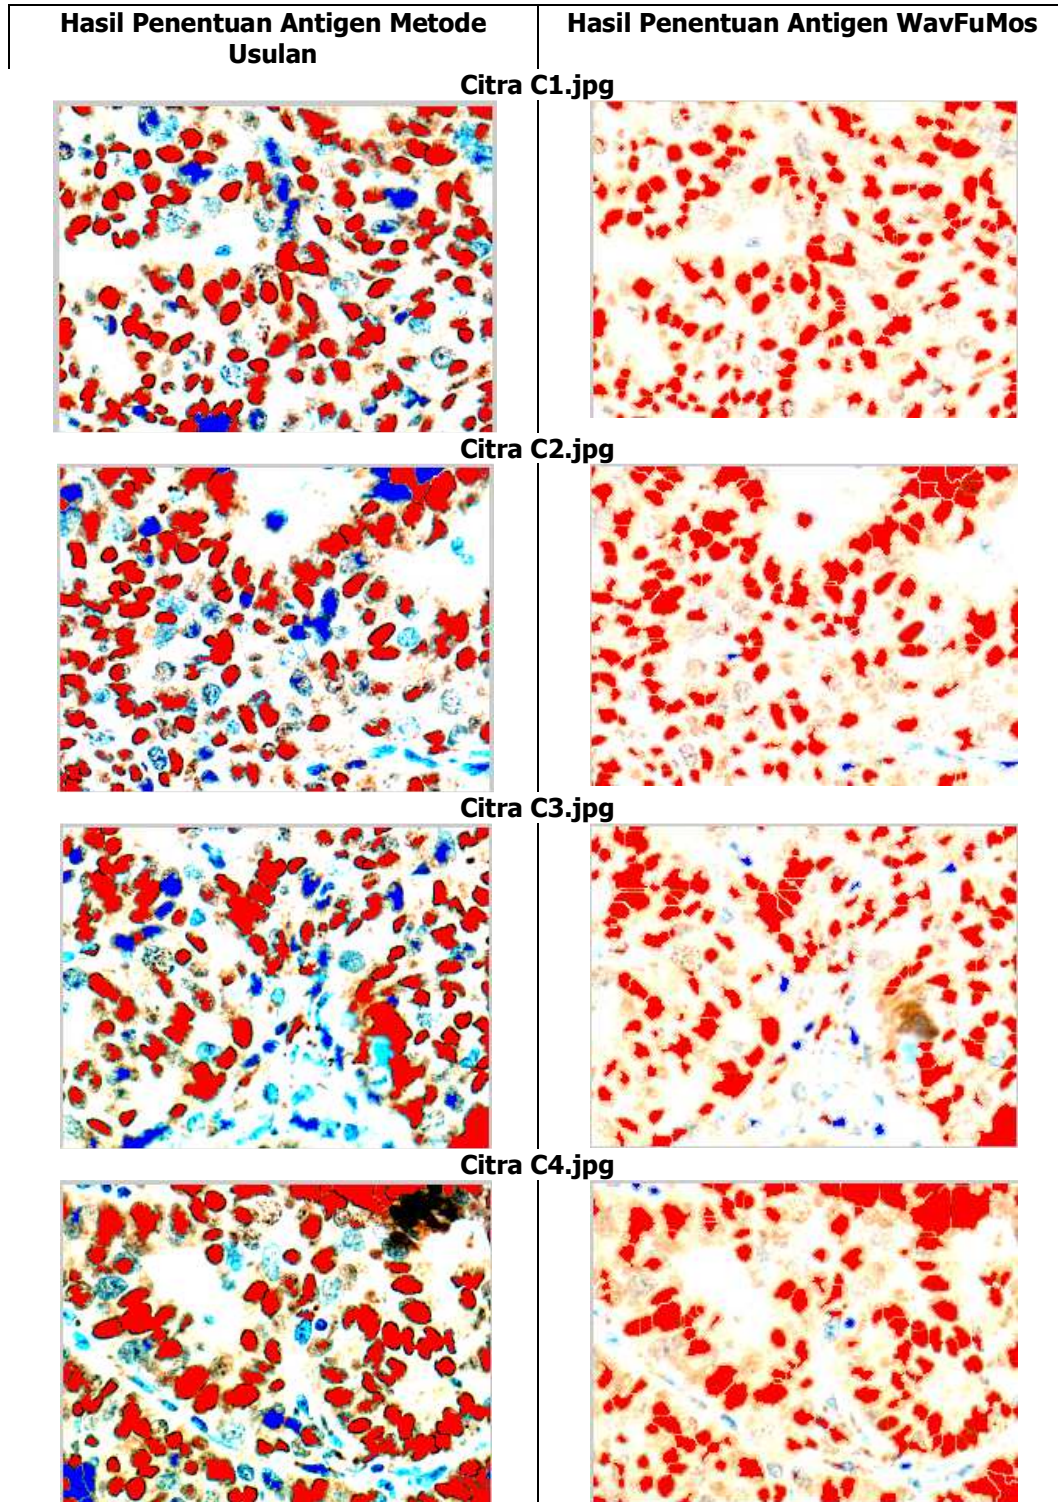 Hasil Penentuan Antigen Metode
Usulan
Hasil Penentuan Antigen WavFuMos
Citra C1.jpg
Citra C2.jpg
Citra C3.jpg
Citra C4.jpg